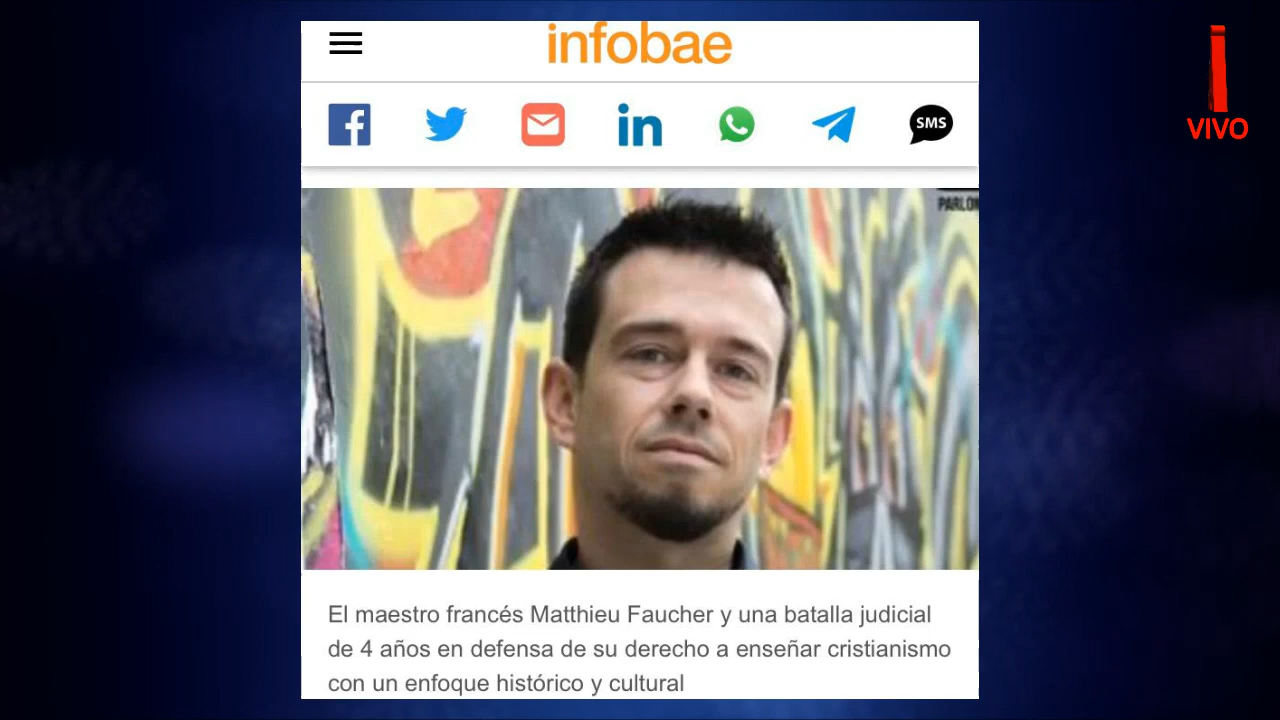 infobae
SMS
VIVO
PARLON
El maestro francés Matthieu Faucher y una batalla judicial
de 4 años en defensa de su derecho a enseñar cristianismo
con un enfoque histórico y cultural